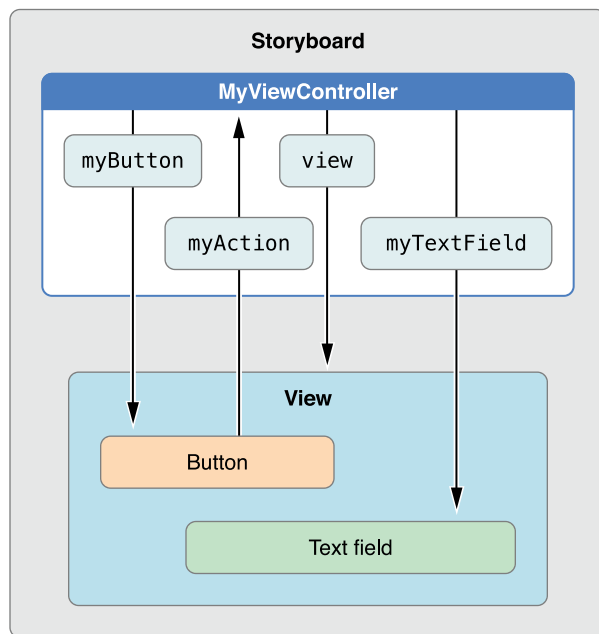 Storyboard
MyViewController
myButton
view
myAction
myTextField
View
Button
Text field